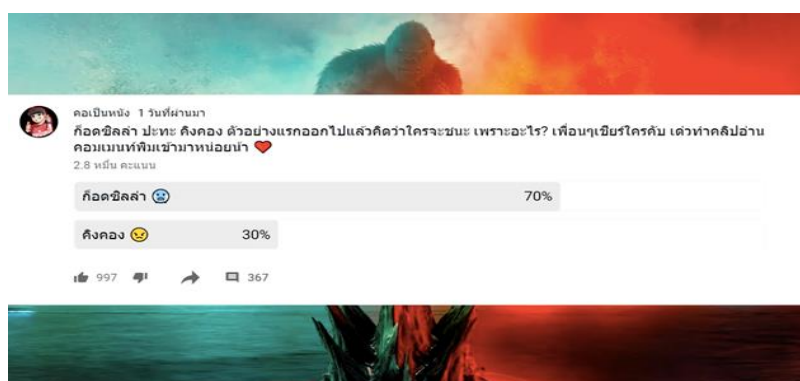 คอเป็นหนัง 1 วันที่ผ่านมา
ก็อดซิลล่า ปะทะ คิงคอง ตัวอย่างแรกออกไปแล้วคิดว่าใครจะชนะ เพราะอะไร? เพื่อนๆเชียร์ใครคับ เดี๋ยวทำคลิปอ่าน
คอมเมนท์พิมเข้ามาหน่อยน้า ❤️
2.8 หมื่น คะแนน
ก็อดซิลล่า 🥶 70%
คิงคอง 😠 30%
997 367